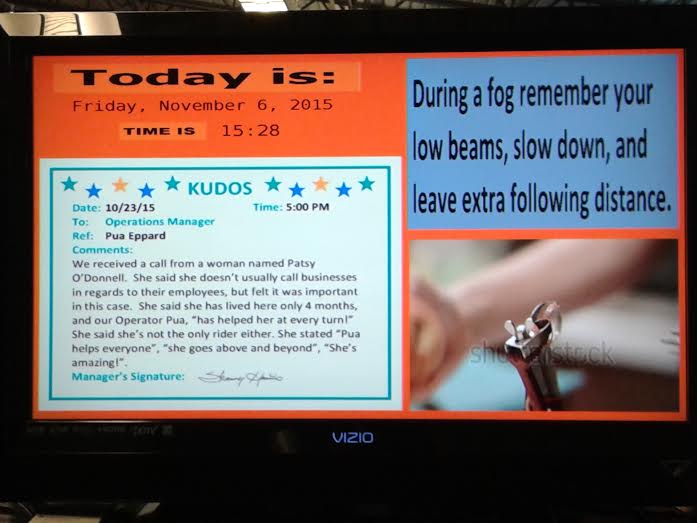 Today is:
Friday, November 6, 2015
TIME IS 15:28
KUDOS
Date: 10/23/15 Time: 5:00 PM
To: Operations Manager
Ref: Pua Eppard
Comments:
We received a call from a woman named Patsy
O'Donnell. She said she doesn't usually call businesses
in regards to their employees, but felt it was important
in this case. She said she has lived here only 4 months,
and our Operator Pua, "has helped her at every turn!"
She said she's not the only rider either. She stated "Pua
helps everyone", "she goes above and beyond", "She's
amazing!".
Manager's Signature:
During a fog remember your
low beams, slow down, and
leave extra following distance.
VIZIO